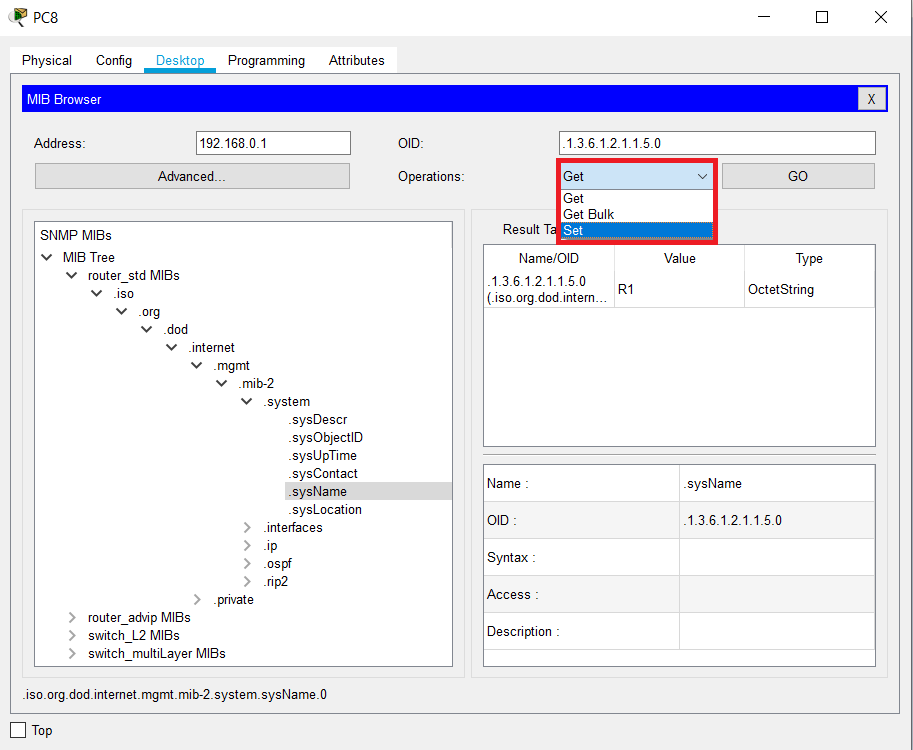 PC8
Physical Config Desktop Programming Attributes
MIB Browser X
Address: 192.168.0.1 OID: .1.3.6.1.2.1.1.5.0
Advanced... Operations: Get GO
Get
Get Bulk
Set
SNMP MIBs
MIB Tree
router_std MIBs
.iso
.org
.dod
.internet
.mgmt
.mib-2
.system
.sysDescr
.sysObjectID
.sysUpTime
.sysContact
.sysName
.sysLocation
.interfaces
.ip
.ospf
.rip2
.private
router_advip MIBs
switch_L2 MIBs
switch_multiLayer MIBs
Result Ta
Name/OID Value Type
.1.3.6.1.2.1.1.5.0
(.iso.org.dod.intern... R1 OctetString
Name : .sysName
OID : .1.3.6.1.2.1.1.5.0
Syntax :
Access :
Description :
.iso.org.dod.internet.mgmt.mib-2.system.sysName.0
Top